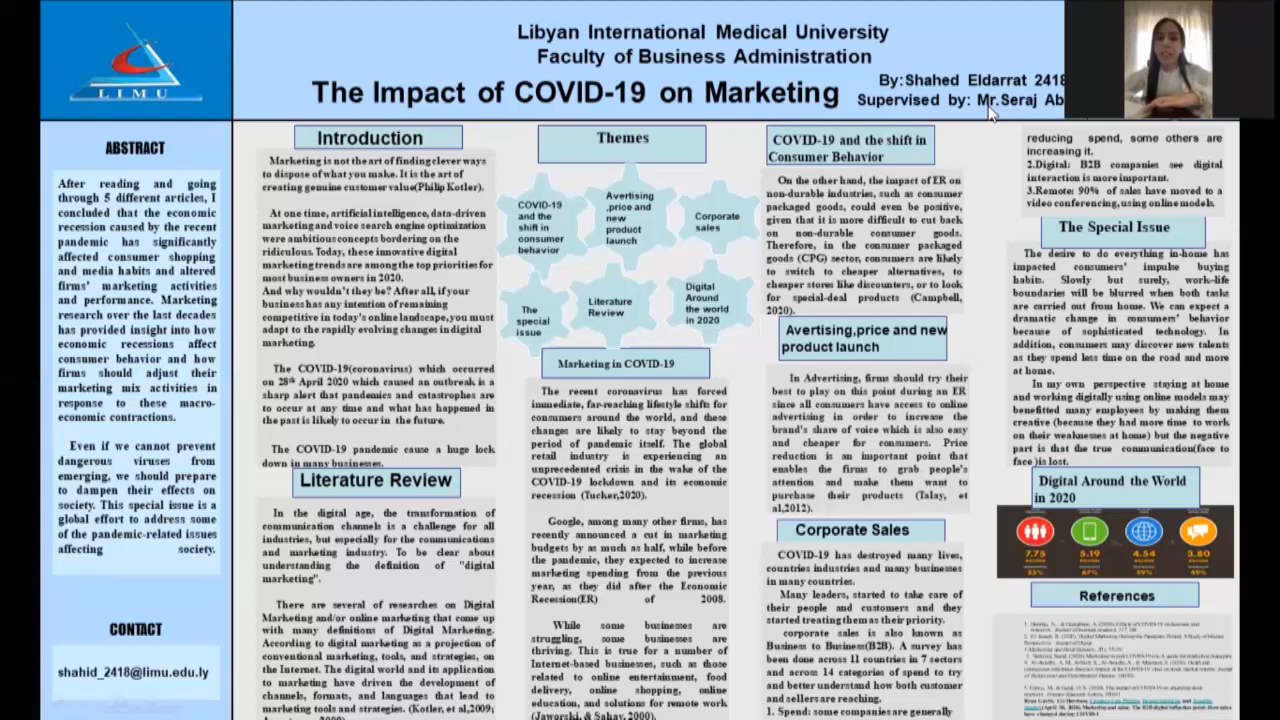 LIMU
Libyan International Medical University
Faculty of Business Administration
The Impact of COVID-19 on Marketing
By:Shahed Eldarrat 2418
Supervised by: Mr.Seraj Ab
ABSTRACT
After reading and going
through 5 different articles, I
concluded that the economic
recession caused by the recent
pandemic has significantly
affected consumer shopping
and media habits and altered
firms' marketing activities
and performance. Marketing
research over the last decades
has provided insight into how
economic recessions affect
consumer behavior and how
firms should adjust their
marketing mix activities in
response to these macro-
economic contractions.
Even if we cannot prevent
dangerous viruses from
emerging, we should prepare
to dampen their effects on
society. This special issue is a
global effort to address some
of the pandemic-related issues
affecting society.
CONTACT
shahid_2418@limu.edu.ly
Introduction
Marketing is not the art of finding clever ways
to dispose of what you make. It is the art of
creating genuine customer value(Philip Kotler).
At one time, artificial intelligence, data-driven
marketing and voice search engine optimization
were ambitious concepts bordering on the
ridiculous. Today, these innovative digital
marketing trends are among the top priorities for
most business owners in 2020.
And why wouldn't they be? After all, if your
business has any intention of remaining
competitive in today's online landscape, you must
adapt to the rapidly evolving changes in digital
marketing.
The COVID-19(coronavirus) which occurred
on 28th April 2020 which caused an outbreak is a
sharp alert that pandemics and catastrophes are
to occur at any time and what has happened in
the past is likely to occur in the future.
The COVID-19 pandemic cause a huge lock
down in many businesses.
Literature Review
In the digital age, the transformation of
communication channels is a challenge for all
industries, but especially for the communications
and marketing industry. To be clear about
understanding the definition of "digital
marketing".
There are several of researches on Digital
Marketing and/or online marketing that come up
with many definitions of Digital Marketing.
According to digital marketing as a projection of
conventional marketing, tools, and strategies, on
the Internet. The digital world and its application
to marketing have driven the development of
channels, formats, and languages that lead to
marketing tools and strategies. (Kotler, et al,2009;
Themes
COVID-19
and the
shift in
consumer
behavior
Advertising
,price and
new
product
launch
Corporate
sales
The
special
issue
Literature
Review
Digital
Around
the world
in 2020
Marketing in COVID-19
The recent coronavirus has forced
immediate, far-reaching lifestyle shifts for
consumers around the world, and these
changes are likely to stay beyond the
period of pandemic itself. The global
retail industry is experiencing an
unprecedented crisis in the wake of the
COVID-19 lockdown and its economic
recession (Tucker,2020).
Google, among many other firms, has
recently announced a cut in marketing
budgets by as much as half, while before
the pandemic, they expected to increase
marketing spending from the previous
year, as they did after the Economic
Recession(ER) of 2008.
While some businesses are
struggling, some businesses are
thriving. This is true for a number of
Internet-based businesses, such as those
related to online entertainment, food
delivery, online shopping, online
education, and solutions for remote work
(Jaworski, & Sahay, 2000).
COVID-19 and the shift in
Consumer Behavior
On the other hand, the impact of ER on
non-durable industries, such as consumer
packaged goods, could even be positive,
given that it is more difficult to cut back
on non-durable consumer goods.
Therefore, in the consumer packaged
goods (CPG) sector, consumers are likely
to switch to cheaper alternatives, to
cheaper stores like discounters, or to look
for special-deal products (Campbell,
2020).
Avertising,price and new
product launch
In Advertising, firms should try their
best to play on this point during an ER
since all consumers have access to online
advertising in order to increase the
brand's share of voice which is also easy
and cheaper for consumers. Price
reduction is an important point that
enables the firms to grab people's
attention and make them want to
purchase their products (Talay, et
al,2012).
Corporate Sales
COVID-19 has destroyed many lives,
countries industries and many businesses
in many countries.
Many leaders, started to take care of
their people and customers and they
started treating them as their priority.
corporate sales is also known as
Business to Business(B2B). A survey has
been done across 11 countries in 7 sectors
and across 14 categories of spend to try
and better understand how both customer
and sellers are reaching.
1. Spend: some companies are generally
reducing spend, some others are
increasing it.
2.Digital: B2B companies see digital
interaction is more important.
3.Remote: 90% of sales have moved to a
video conferencing, using online models.
The Special Issue
The desire to do everything in-home has
impacted consumers' impulse buying
habits. Slowly but surely, work-life
boundaries will be blurred when both tasks
are carried out from home. We can expect a
dramatic change in consumers' behavior
because of sophisticated technology. In
addition, consumers may discover new talents
as they spend less time on the road and more
at home.
In my own perspective staying at home
and working digitally using online models may
benefitted many employees by making them
creative (because they had more time to work
on their weaknesses at home) but the negative
part is that the true communication(face to
face )is lost.
Digital Around the World
in 2020
7.75
5.19
4.54
3.80
67%
59%
49%
References